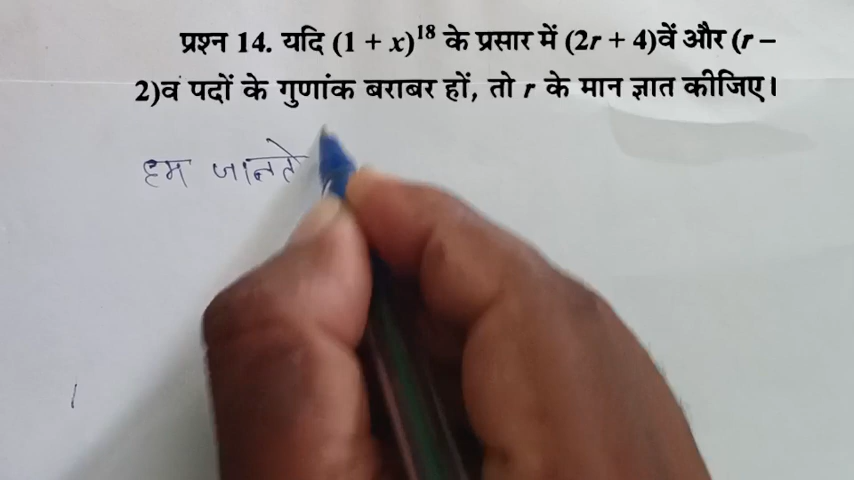 प्रश्न 14. यदि (1 + x)¹⁸ के प्रसार में (2r + 4)वें और (r –
2)व पदों के गुणांक बराबर हों, तो r के मान ज्ञात कीजिए।
हम जानते